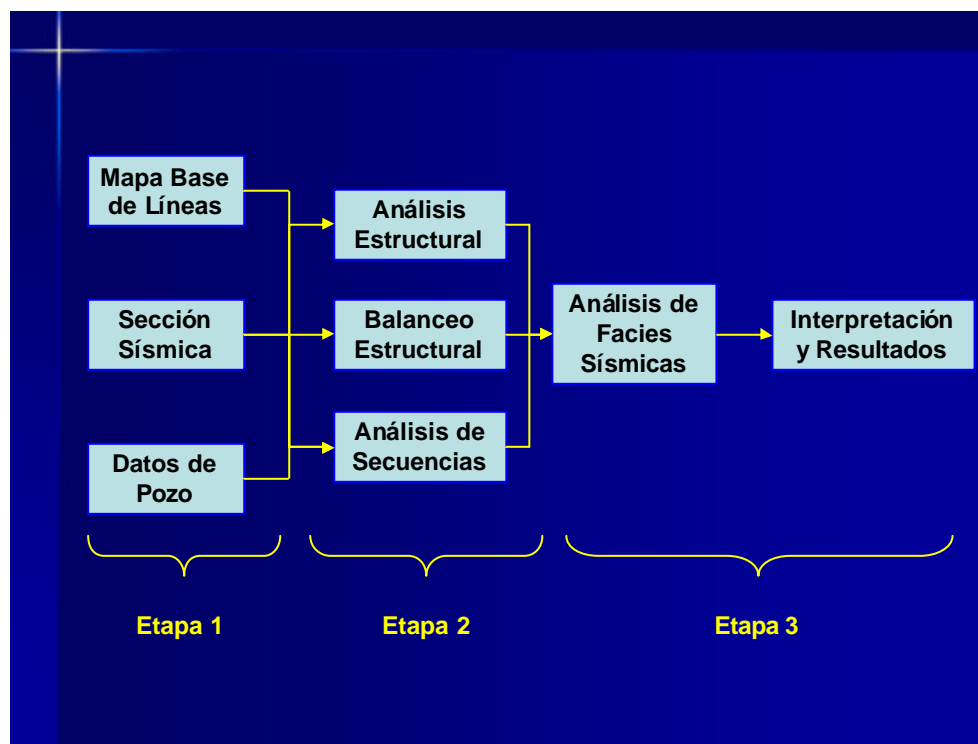 Mapa Base
de Líneas
Sección
Sísmica
Datos de
Pozo
Análisis
Estructural
Balanceo
Estructural
Análisis de
Secuencias
Análisis de
Facies
Sísmicas
Interpretación
y Resultados
Etapa 1
Etapa 2
Etapa 3